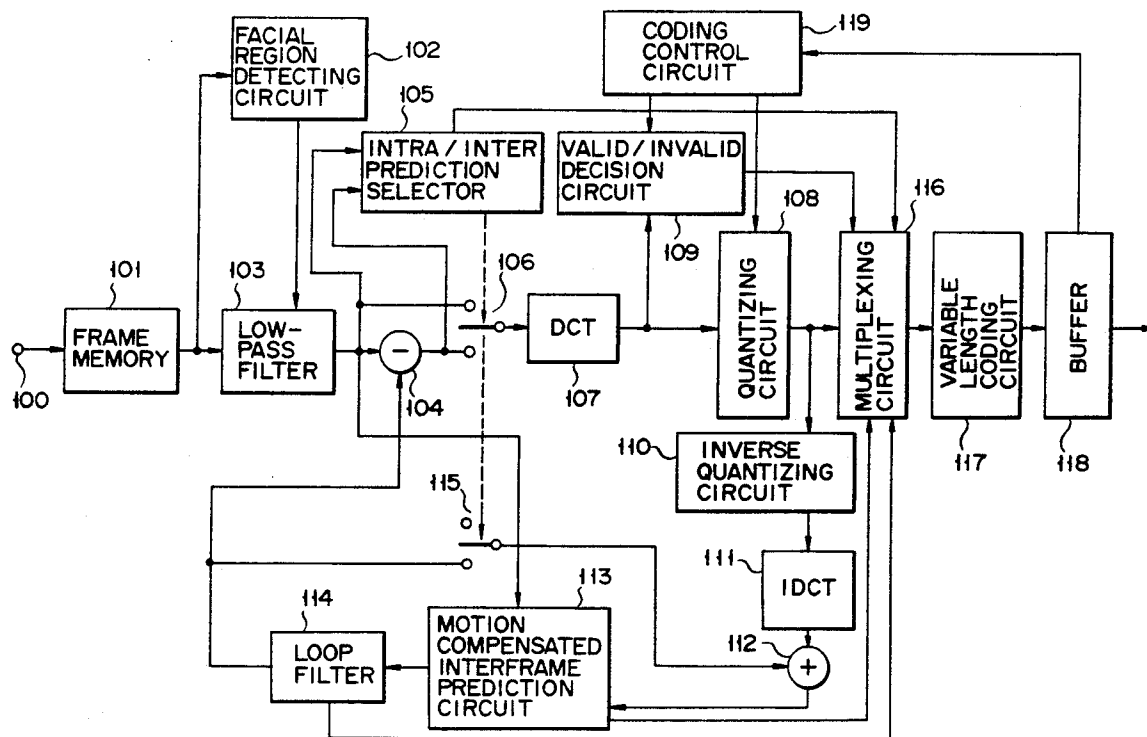 FACIAL
REGION
DETECTING
CIRCUIT
102
CODING
CONTROL
CIRCUIT
119
105
INTRA / INTER
PREDICTION
SELECTOR
VALID/INVALID
DECISION
CIRCUIT
109
108
116
101
FRAME
MEMORY
100
103
LOW-
PASS
FILTER
−
104
106
DCT
107
QUANTIZING
CIRCUIT
MULTIPLEXING
CIRCUIT
VARIABLE
LENGTH
CODING
CIRCUIT
117
BUFFER
118
110
INVERSE
QUANTIZING
CIRCUIT
115
111
IDCT
112
+
113
MOTION
COMPENSATED
INTERFRAME
PREDICTION
CIRCUIT
114
LOOP
FILTER